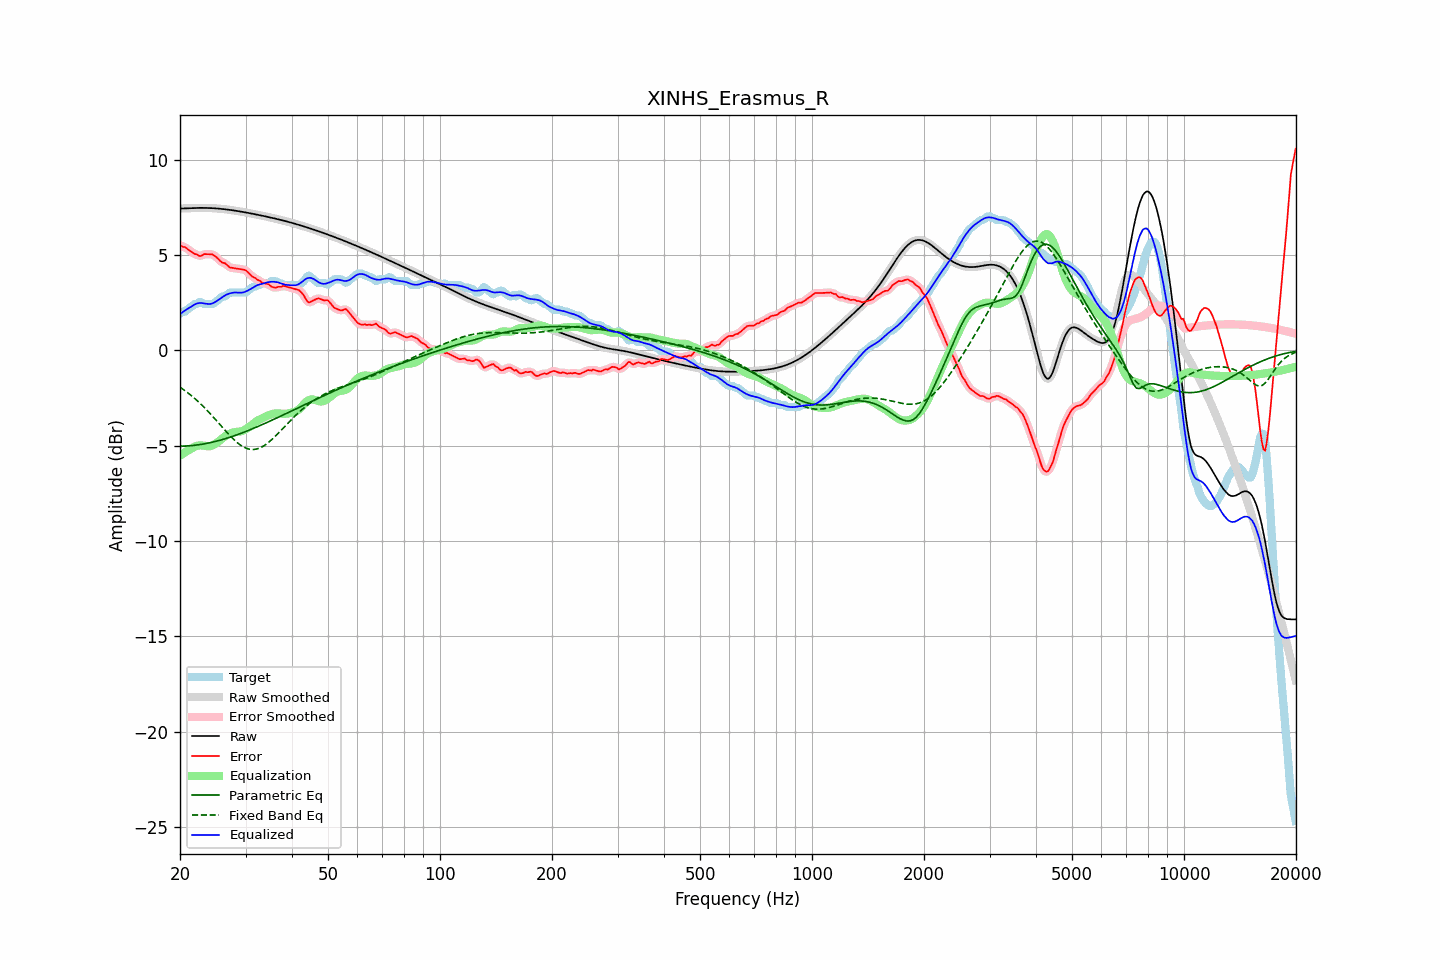 XINHS_Erasmus_R
Amplitude (dBr)
10
5
0
−5
−10
−15
−20
−25
Target
Raw Smoothed
Error Smoothed
Raw
Error
Equalization
Parametric Eq
Fixed Band Eq
Equalized
20 50 100 200 500 1000 2000 5000 10000 20000
Frequency (Hz)